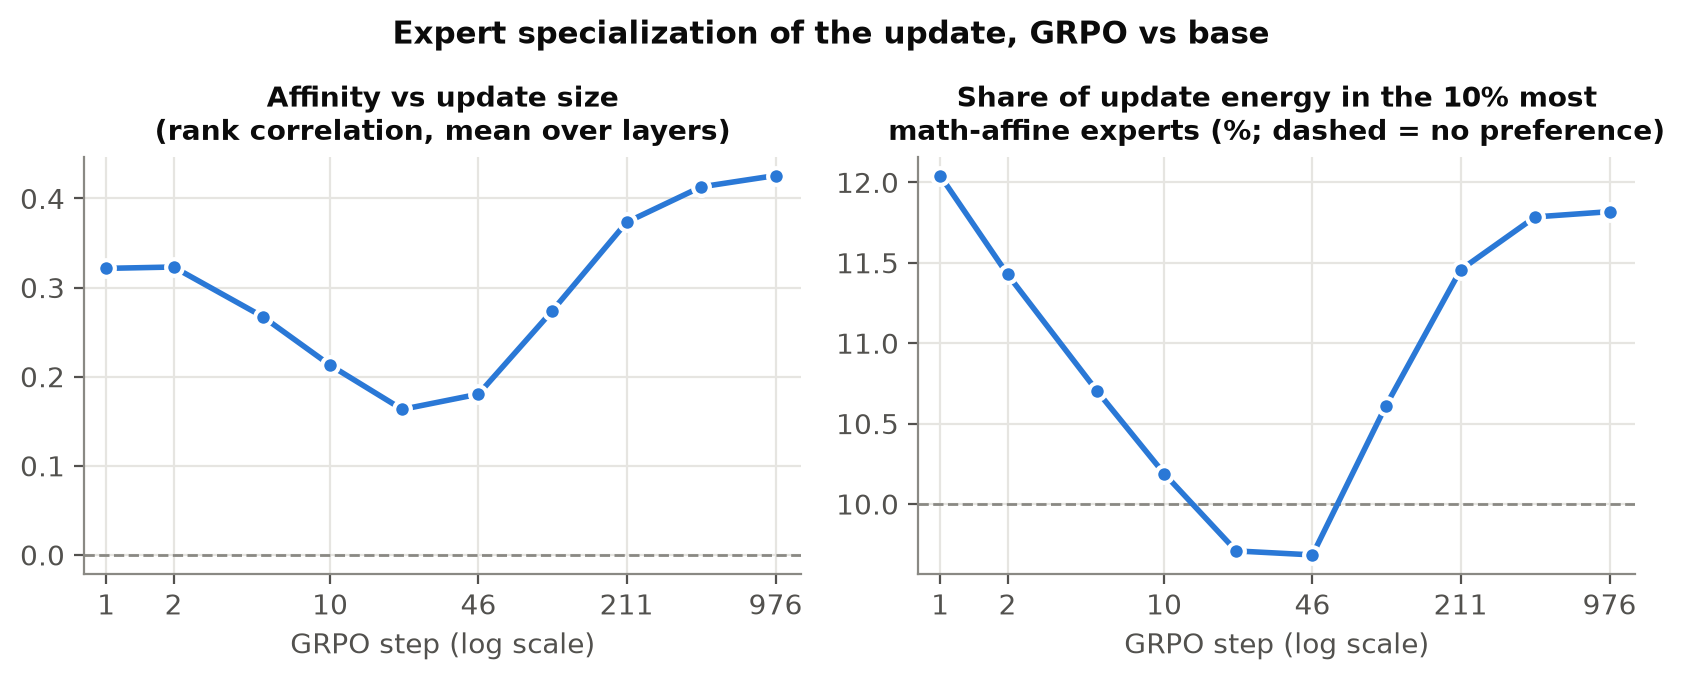 Expert specialization of the update, GRPO vs base
Affinity vs update size
(rank correlation, mean over layers)
0.4
0.3
0.2
0.1
0.0
1 2 10 46 211 976
GRPO step (log scale)
Share of update energy in the 10% most
math-affine experts (%; dashed = no preference)
12.0
11.5
11.0
10.5
10.0
1 2 10 46 211 976
GRPO step (log scale)